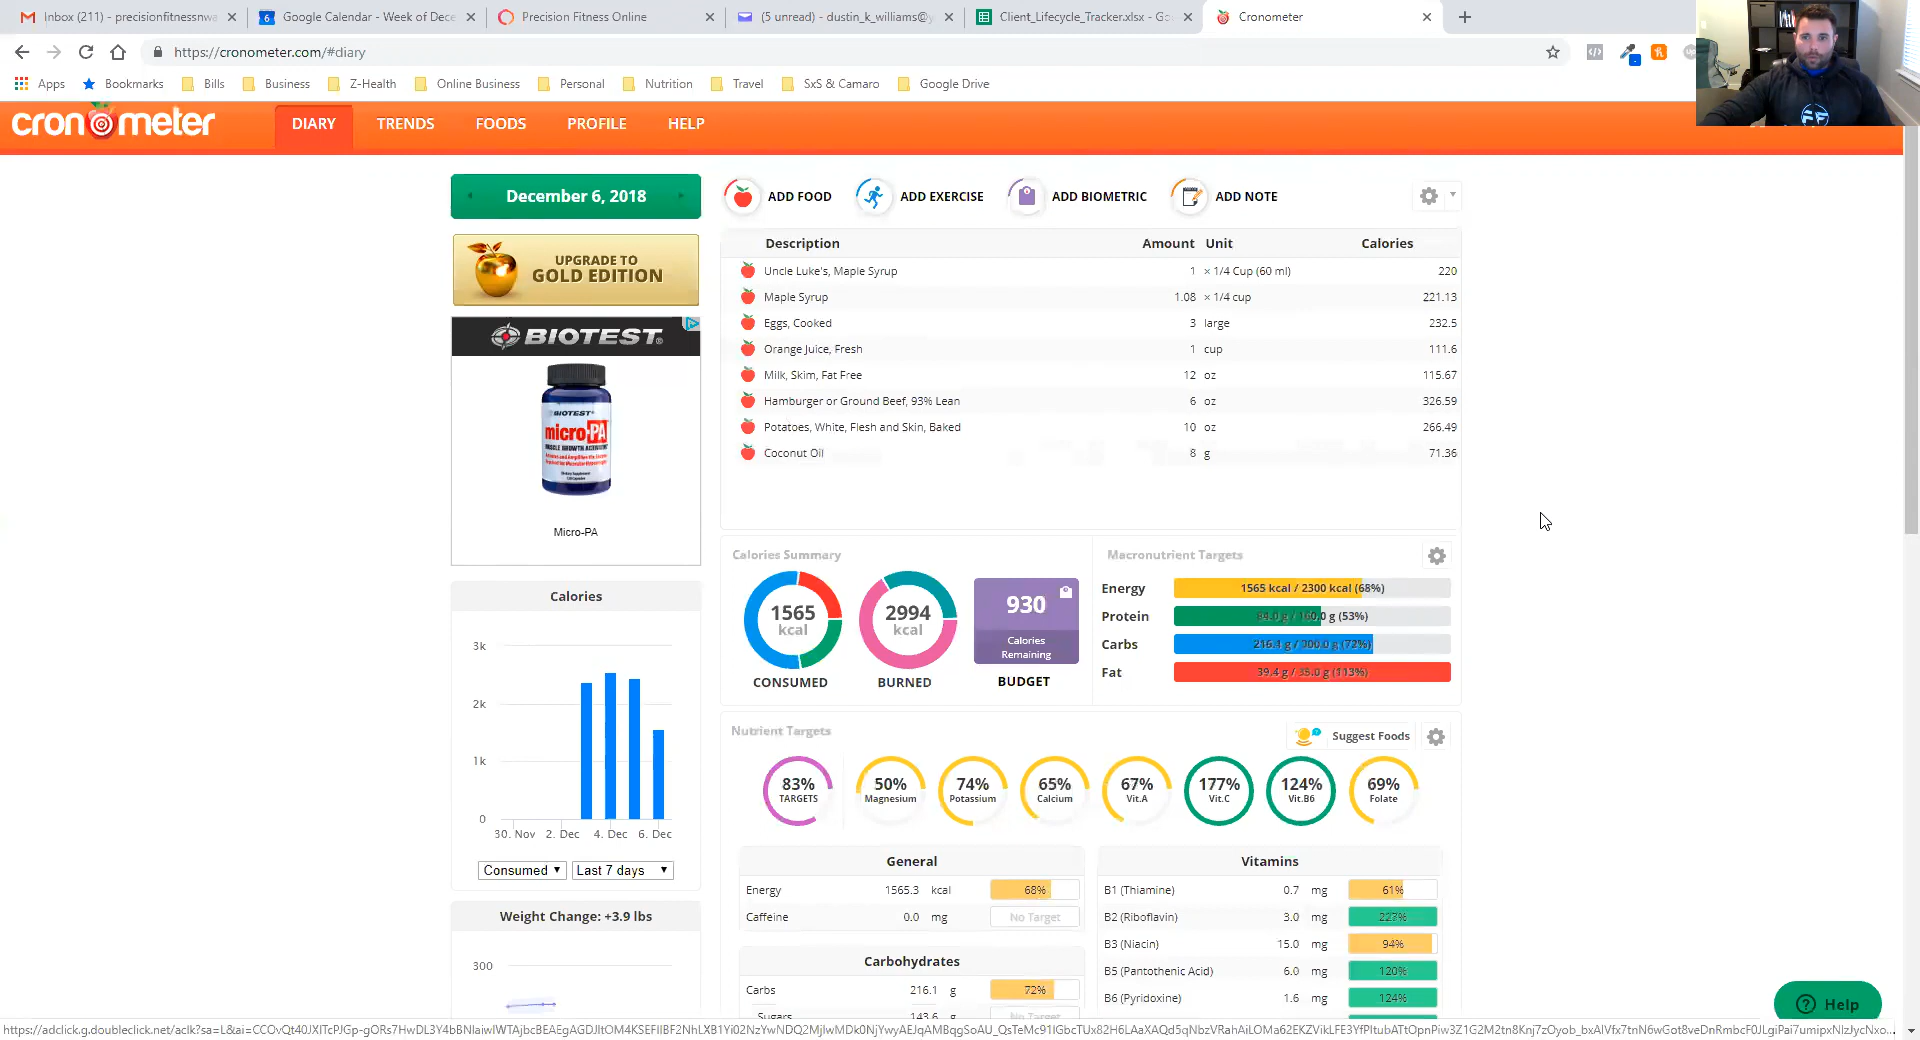 Inbox (211) - precisionfitnessnwa
Google Calendar - Week of Dece
Precision Fitness Online
(5 unread) - dustin_k_williams@y
Client_Lifecycle_Tracker.xlsx - Go
Cronometer
https://cronometer.com/#diary
Apps
Bookmarks
Bills
Business
Z-Health
Online Business
Personal
Nutrition
Travel
SxS & Camaro
Google Drive
cronometer
DIARY
TRENDS
FOODS
PROFILE
HELP
December 6, 2018
UPGRADE TO
GOLD EDITION
BIOTEST
BIOTEST
micro-PA
Micro-PA
ADD FOOD
ADD EXERCISE
ADD BIOMETRIC
ADD NOTE
Description Amount Unit Calories
Uncle Luke's, Maple Syrup 1 × 1/4 Cup (60 ml) 220
Maple Syrup 1.08 × 1/4 cup 221.13
Eggs, Cooked 3 large 232.5
Orange Juice, Fresh 1 cup 111.6
Milk, Skim, Fat Free 12 oz 115.67
Hamburger or Ground Beef, 93% Lean 6 oz 326.59
Potatoes, White, Flesh and Skin, Baked 10 oz 266.49
Coconut Oil 8 g 71.36
Calories
3k
2k
1k
0
30. Nov 2. Dec 4. Dec 6. Dec
Consumed
Last 7 days
Weight Change: +3.9 lbs
300
Calories Summary
1565
kcal
CONSUMED
2994
kcal
BURNED
930
Calories
Remaining
BUDGET
Macronutrient Targets
Energy 1565 kcal / 2300 kcal (68%)
Protein 84.0 g / 160.0 g (53%)
Carbs 216.1 g / 300.0 g (72%)
Fat 39.4 g / 35.0 g (113%)
Nutrient Targets
Suggest Foods
83%
TARGETS
50%
Magnesium
74%
Potassium
65%
Calcium
67%
Vit.A
177%
Vit.C
124%
Vit.B6
69%
Folate
General
Energy 1565.3 kcal 68%
Caffeine 0.0 mg No Target
Carbohydrates
Carbs 216.1 g 72%
Sugars 143.6 g No Target
Vitamins
B1 (Thiamine) 0.7 mg 61%
B2 (Riboflavin) 3.0 mg 227%
B3 (Niacin) 15.0 mg 94%
B5 (Pantothenic Acid) 6.0 mg 120%
B6 (Pyridoxine) 1.6 mg 124%
Help